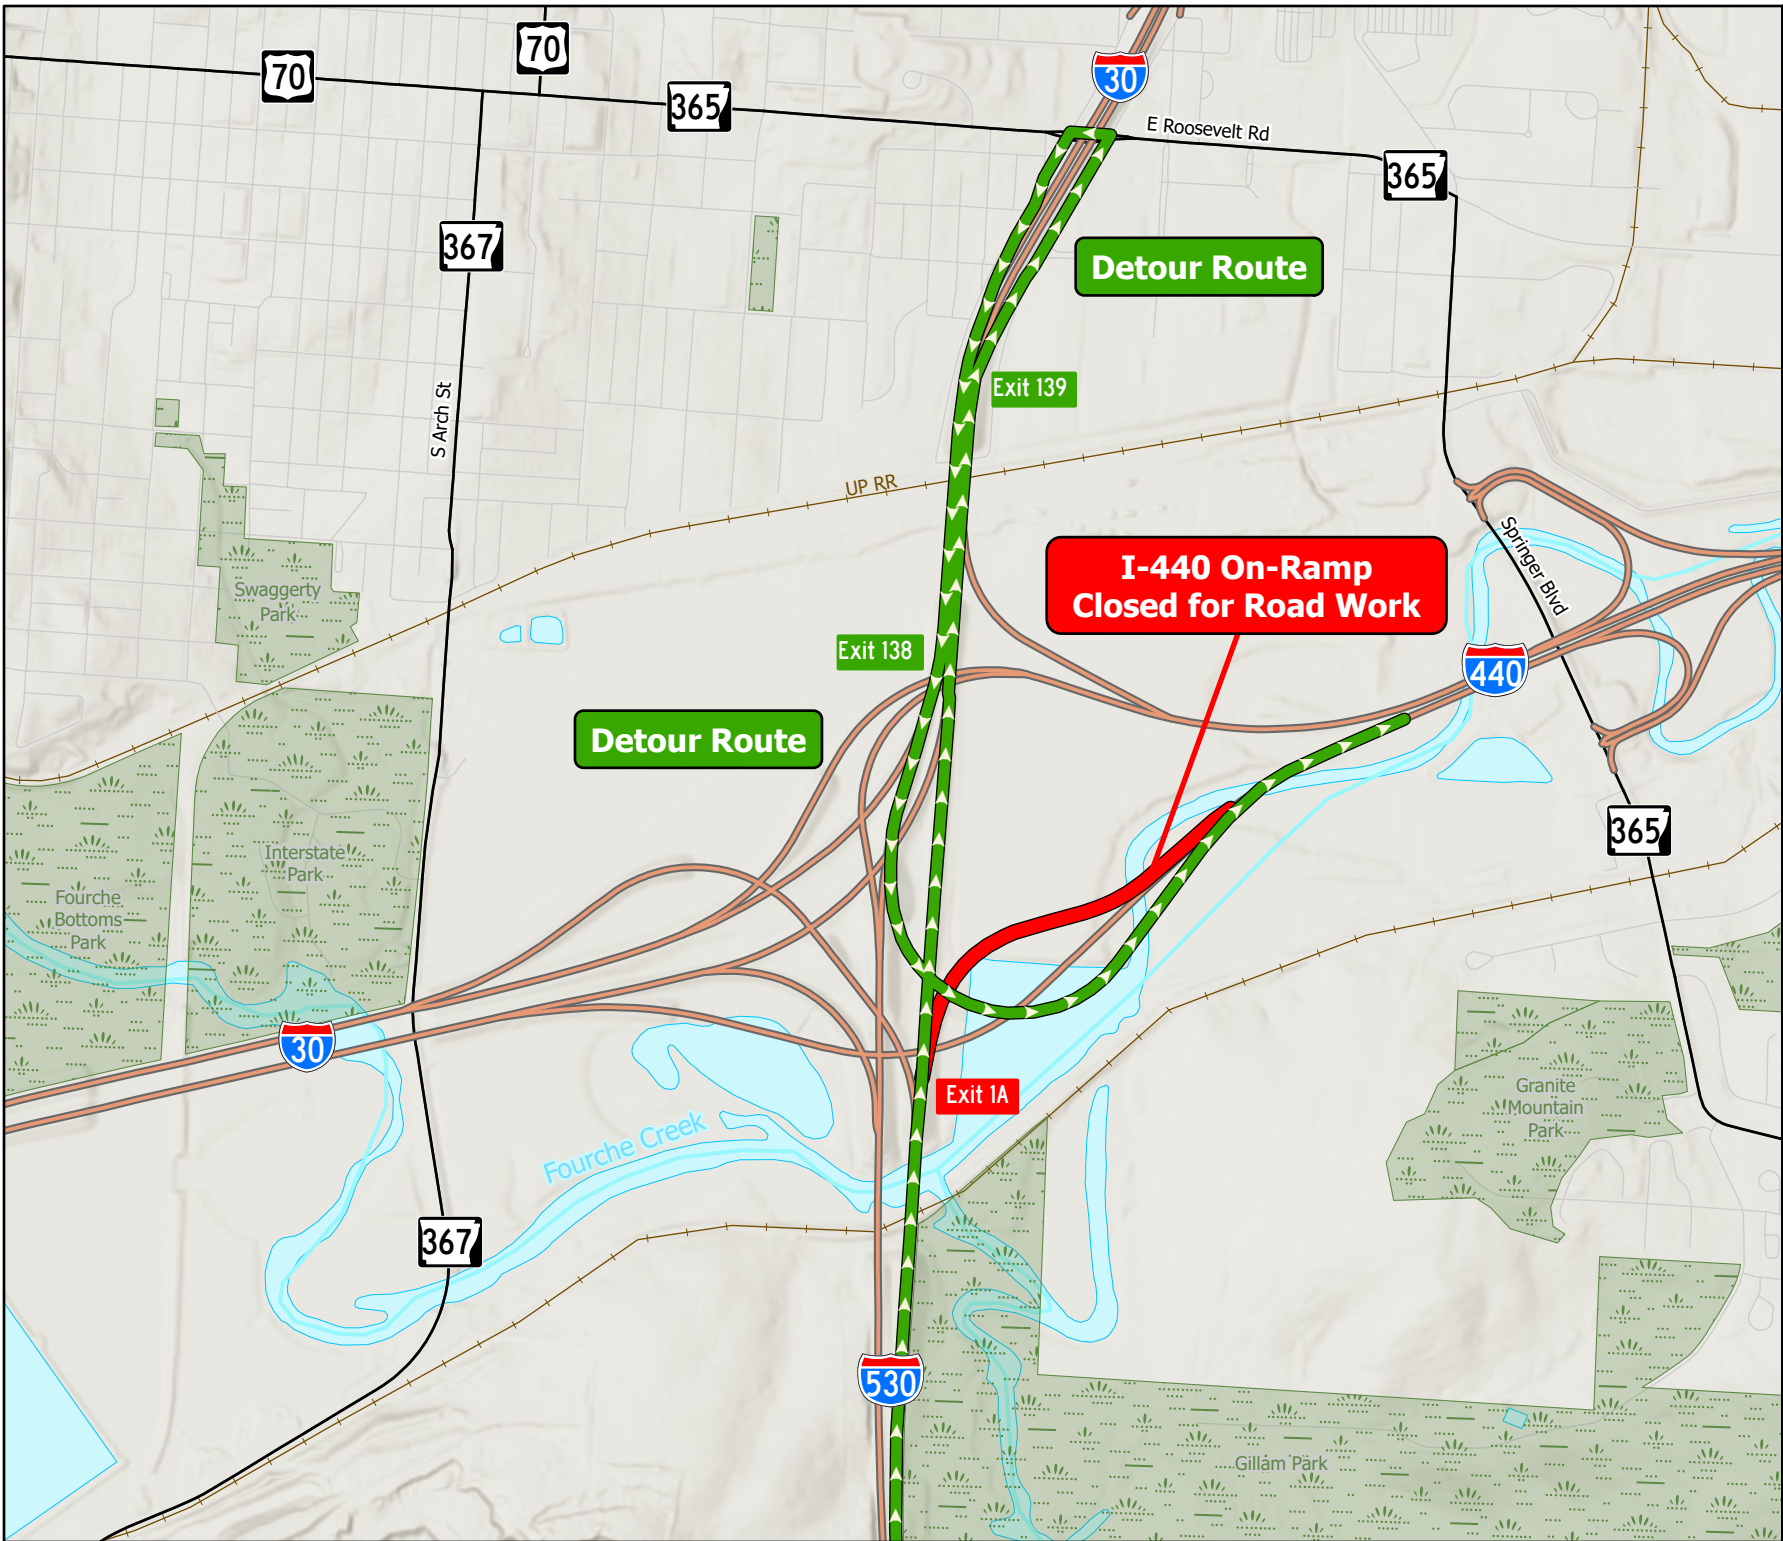 70
70
30
365
E Roosevelt Rd
365
367
Detour Route
Exit 139
S Arch St
UP RR
Springer Blvd
I-440 On-Ramp
Closed for Road Work
Swaggerty
Park
Exit 138
440
Detour Route
365
Interstate
Park
Fourche
Bottoms
Park
30
Exit 1A
Granite
Mountain
Park
Fourche Creek
367
530
Gillam Park